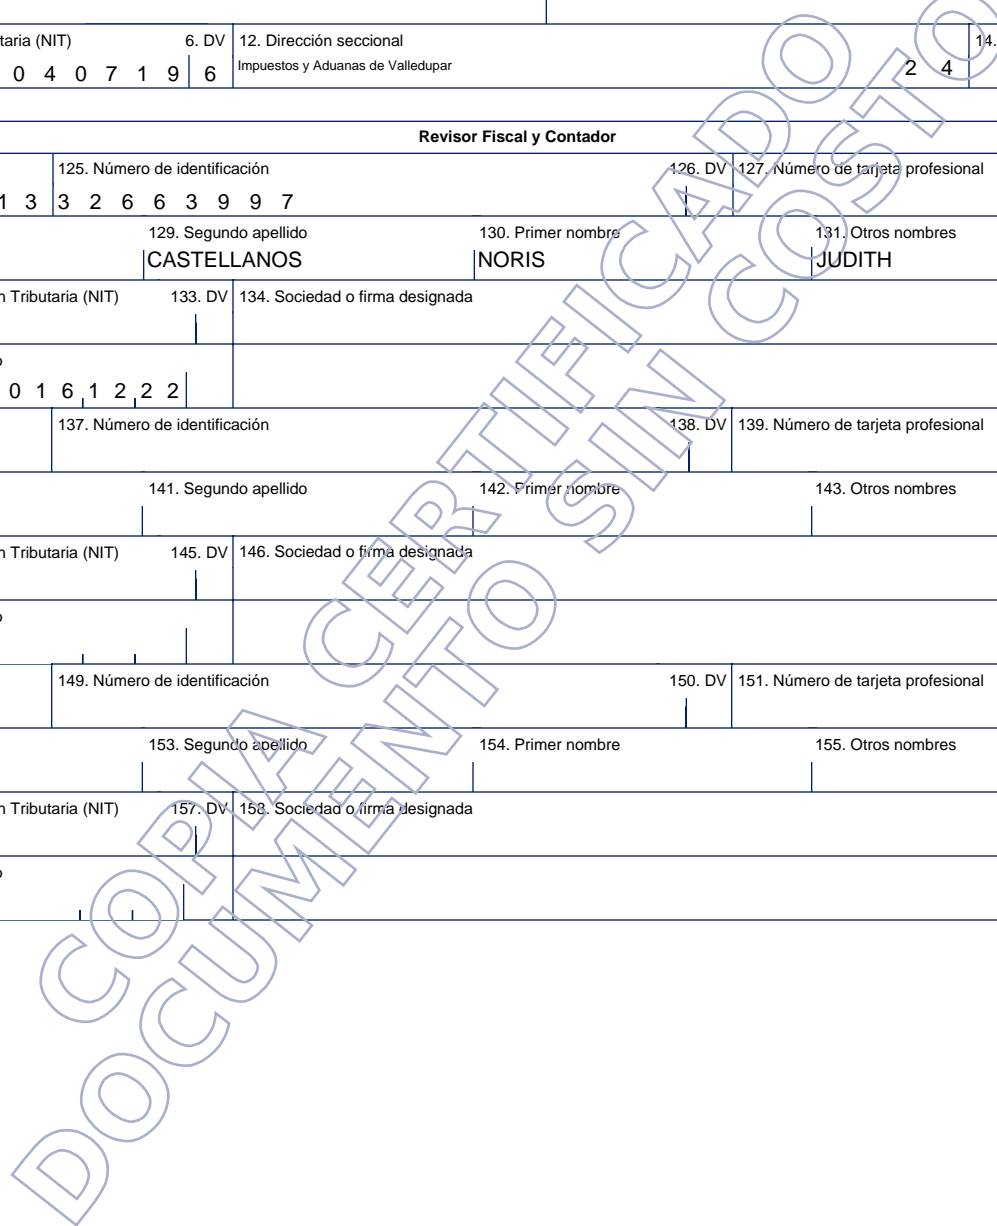 taria (NIT) 6. DV 12. Dirección seccional 14.
0 4 0 7 1 9 6 Impuestos y Aduanas de Valledupar 2 4
Revisor Fiscal y Contador
125. Número de identificación 126. DV 127. Número de tarjeta profesional
1 3 3 2 6 6 3 9 9 7
129. Segundo apellido 130. Primer nombre 131. Otros nombres
CASTELLANOS NORIS JUDITH
n Tributaria (NIT) 133. DV 134. Sociedad o firma designada
o
0 1 6 1 2 2 2
137. Número de identificación 138. DV 139. Número de tarjeta profesional
141. Segundo apellido 142. Primer nombre 143. Otros nombres
n Tributaria (NIT) 145. DV 146. Sociedad o firma designada
o
149. Número de identificación 150. DV 151. Número de tarjeta profesional
153. Segundo apellido 154. Primer nombre 155. Otros nombres
n Tributaria (NIT) 157. DV 158. Sociedad o firma designada
o
COPIA CERTIFICADO
DOCUMENTO SIN COSTO